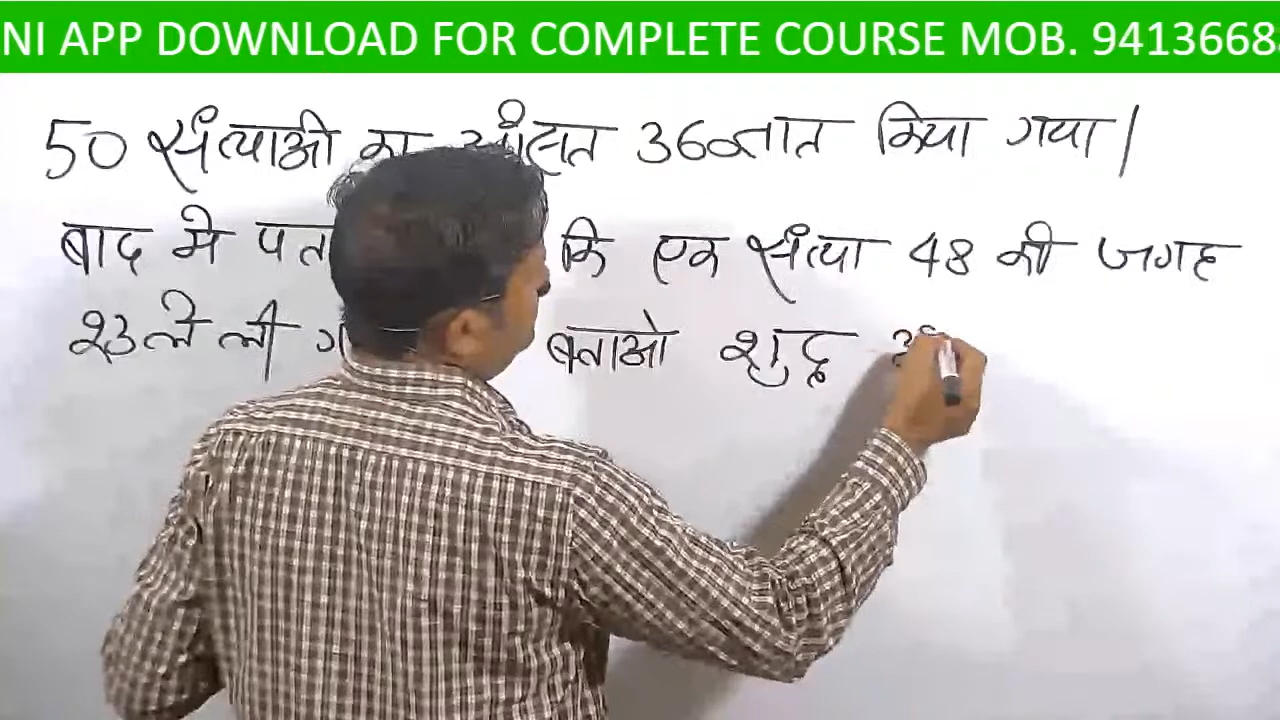 NI APP DOWNLOAD FOR COMPLETE COURSE MOB. 9413668
50 संख्याओ का औसत 36 ज्ञात किया गया।
बाद मे पता कि एक संख्या 48 की जगह
23 ले ली बताओ शुद्ध